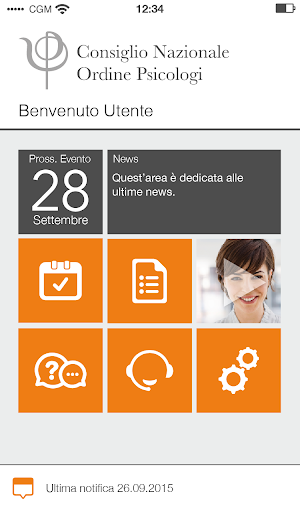 CGM 12:34
Consiglio Nazionale
Ordine Psicologi
Benvenuto Utente
Pross. Evento
28
Settembre
News
Quest'area è dedicata alle
ultime news.
?
Ultima notifica 26.09.2015